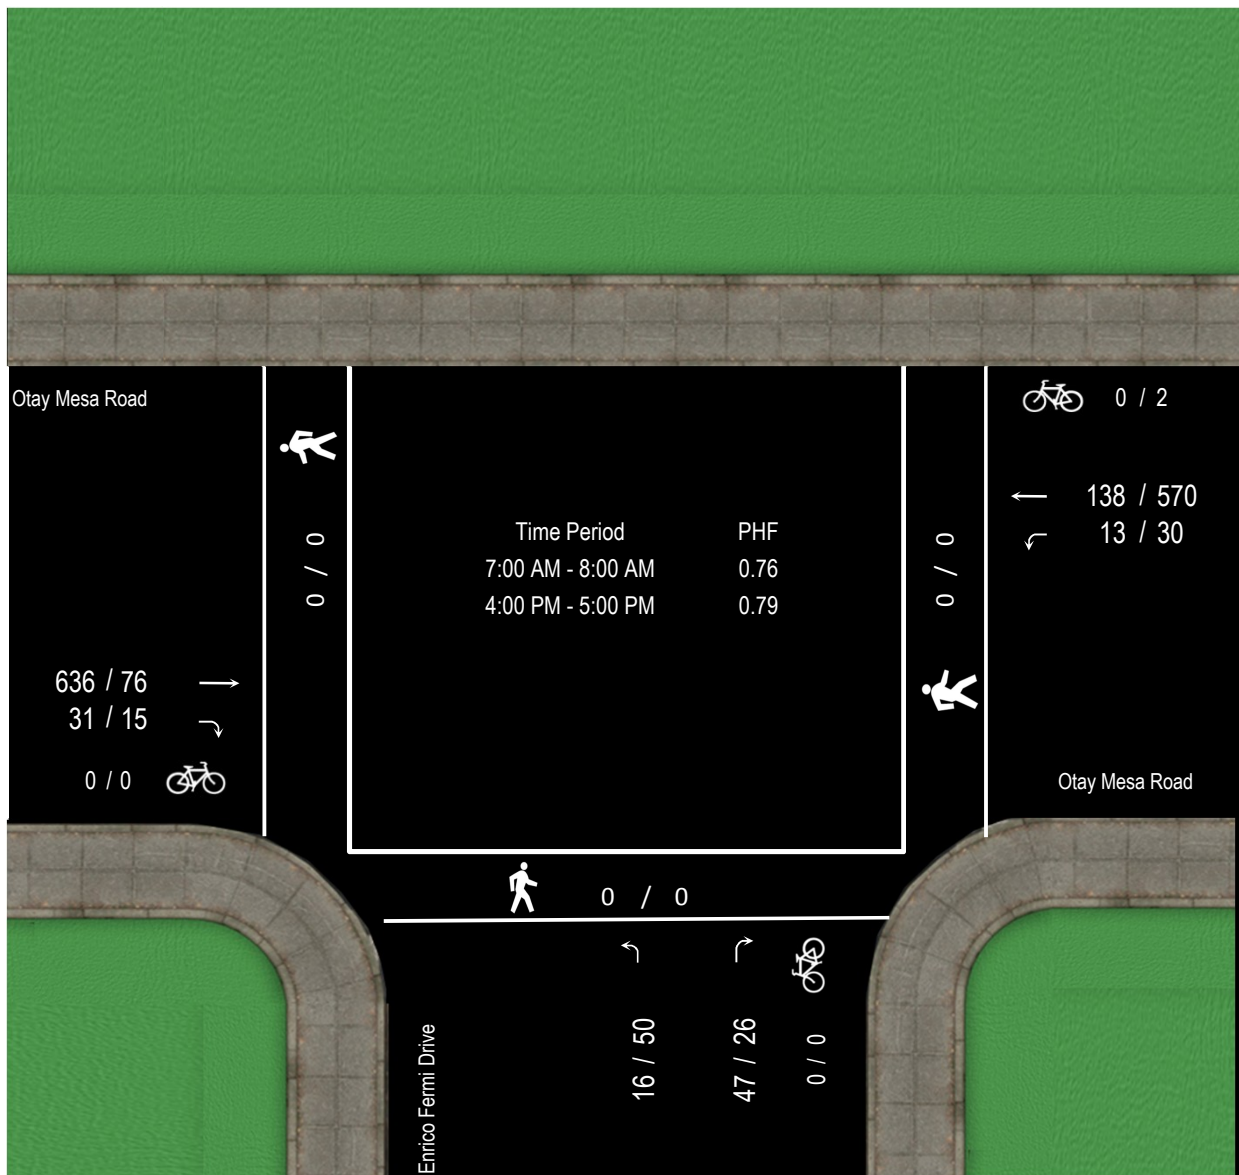 Otay Mesa Road
0 / 2
138 / 570
13 / 30
0 / 0
Time Period PHF
7:00 AM - 8:00 AM 0.76
4:00 PM - 5:00 PM 0.79
0 / 0
636 / 76
31 / 15
0 / 0
Otay Mesa Road
0 / 0
Enrico Fermi Drive
16 / 50
47 / 26
0 / 0